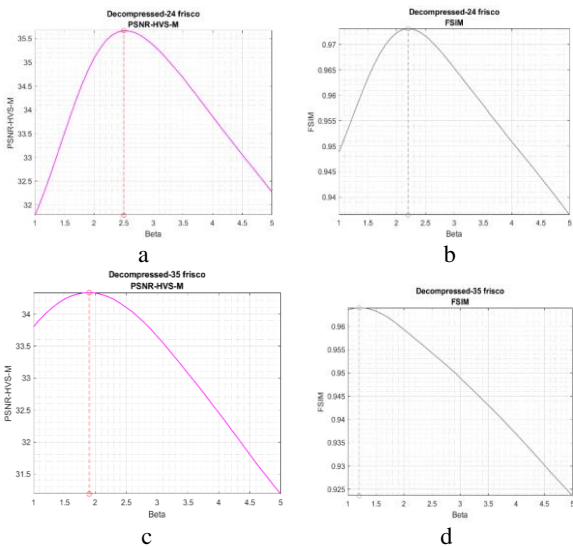 Decompressed-24 frisco
PSNR-HVS-M
35.5
35
34.5
34
33.5
33
32.5
32
PSNR-HVS-M
1 1.5 2 2.5 3 3.5 4 4.5 5
Beta
a
Decompressed-24 frisco
FSIM
0.97
0.965
0.96
0.955
0.95
0.945
0.94
FSIM
1 1.5 2 2.5 3 3.5 4 4.5 5
Beta
b
Decompressed-35 frisco
PSNR-HVS-M
34
33.5
33
32.5
32
31.5
PSNR-HVS-M
1 1.5 2 2.5 3 3.5 4 4.5 5
Beta
c
Decompressed-35 frisco
FSIM
0.96
0.955
0.95
0.945
0.94
0.935
0.93
0.925
FSIM
1 1.5 2 2.5 3 3.5 4 4.5 5
Beta
d